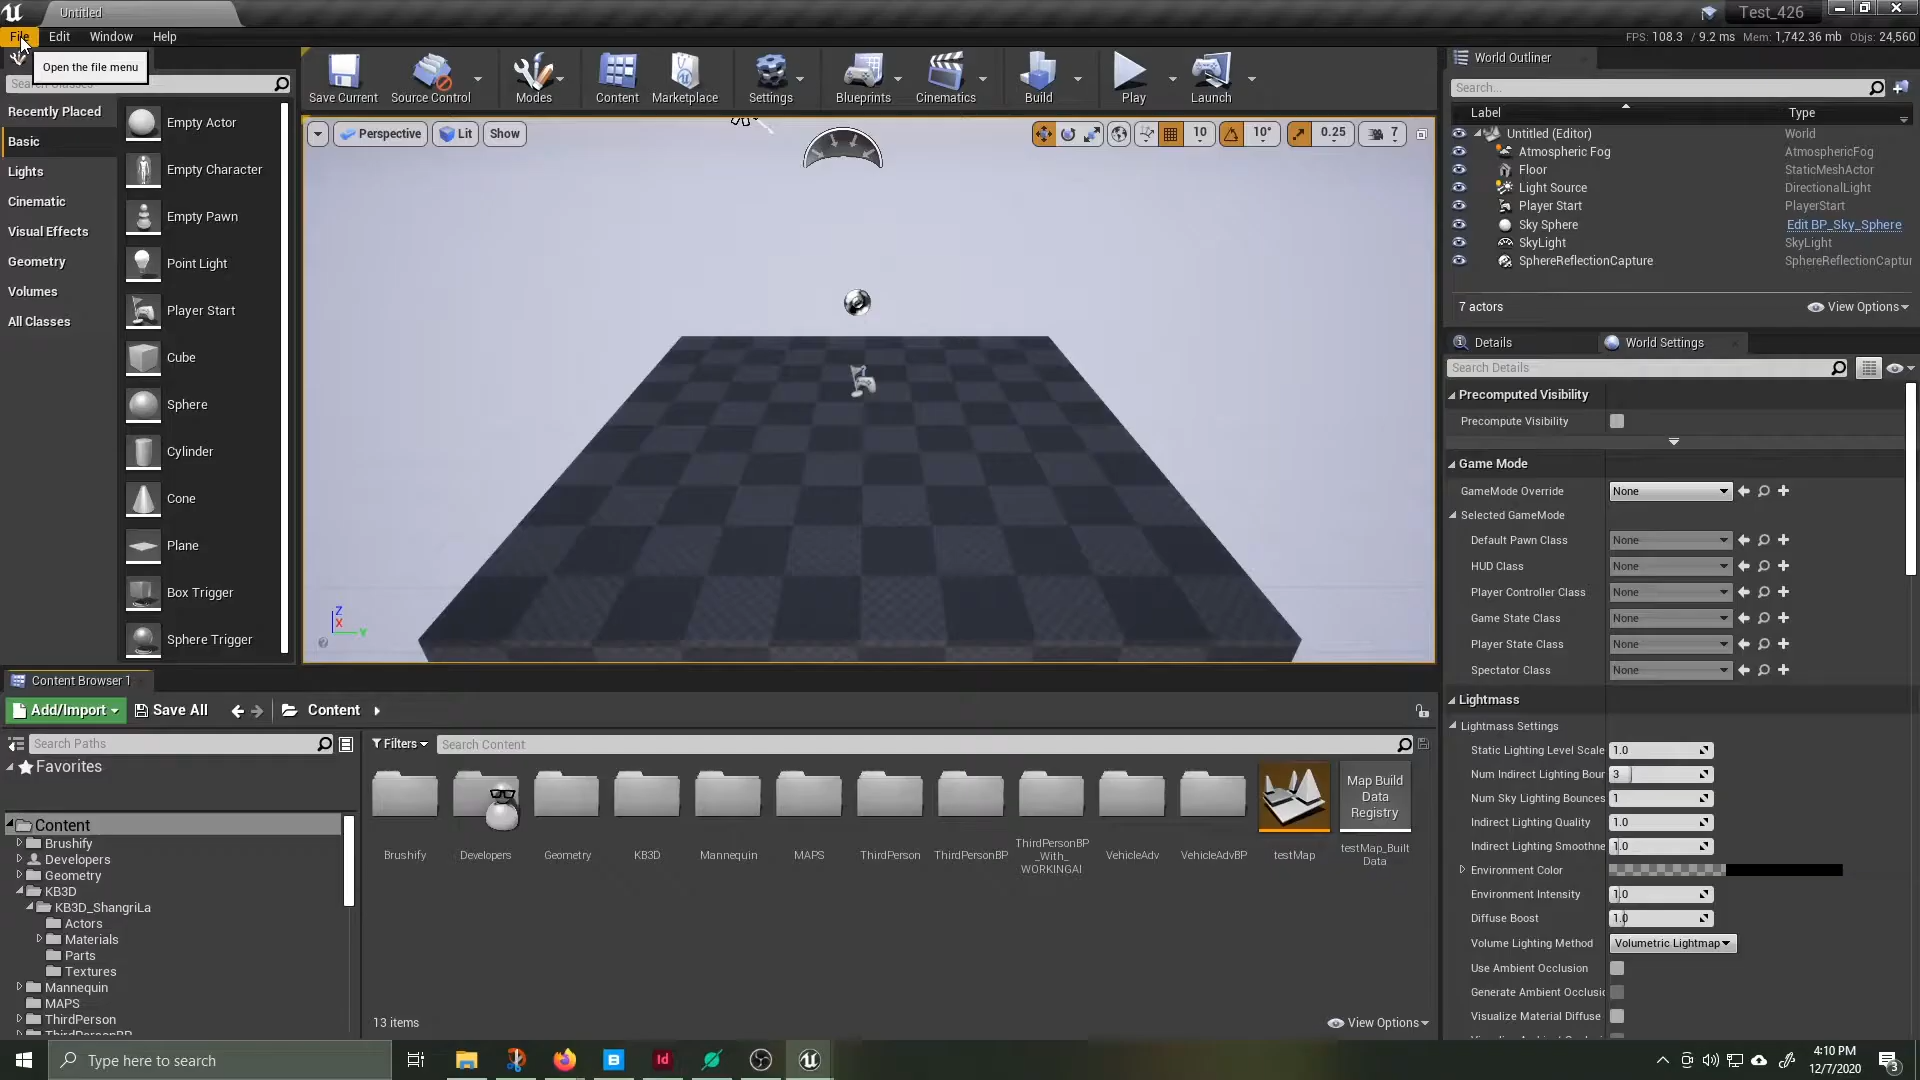 Untitled
Test_426
File Edit Window Help
FPS: 108.3 / 9.2 ms Mem: 1,742.36 mb Objs: 24,560
Open the file menu
Recently Placed
Basic
Lights
Cinematic
Visual Effects
Geometry
Volumes
All Classes
Empty Actor
Empty Character
Empty Pawn
Point Light
Player Start
Cube
Sphere
Cylinder
Cone
Plane
Box Trigger
Sphere Trigger
Save Current Source Control Modes Content Marketplace Settings Blueprints Cinematics Build Play Launch
Perspective Lit Show 10 10° 0.25 7
Z
X
Y
World Outliner
Search...
Label Type
Untitled (Editor) World
Atmospheric Fog AtmosphericFog
Floor StaticMeshActor
Light Source DirectionalLight
Player Start PlayerStart
Sky Sphere Edit BP_Sky_Sphere
SkyLight SkyLight
SphereReflectionCapture SphereReflectionCaptur
7 actors View Options
Details World Settings
Search Details
Precomputed Visibility
Precompute Visibility
Game Mode
GameMode Override None
Selected GameMode
Default Pawn Class None
HUD Class None
Player Controller Class None
Game State Class None
Player State Class None
Spectator Class None
Lightmass
Lightmass Settings
Static Lighting Level Scale 1.0
Num Indirect Lighting Bour 3
Num Sky Lighting Bounces 1
Indirect Lighting Quality 1.0
Indirect Lighting Smoothne 1.0
Environment Color
Environment Intensity 1.0
Diffuse Boost 1.0
Volume Lighting Method Volumetric Lightmap
Use Ambient Occlusion
Generate Ambient Occlusio
Visualize Material Diffuse
Content Browser 1
Add/Import Save All Content
Search Paths
Favorites
Content
Brushify
Developers
Geometry
KB3D
KB3D_ShangriLa
Actors
Materials
Parts
Textures
Mannequin
MAPS
ThirdPerson
Filters Search Content
Brushify
Developers
Geometry
KB3D
Mannequin
MAPS
ThirdPerson
ThirdPersonBP
ThirdPersonBP
_With_
WORKINGAI
VehicleAdv
VehicleAdvBP
testMap
Map Build
Data
Registry
testMap_Built
Data
13 items View Options
Type here to search
Id
4:10 PM
12/7/2020
3